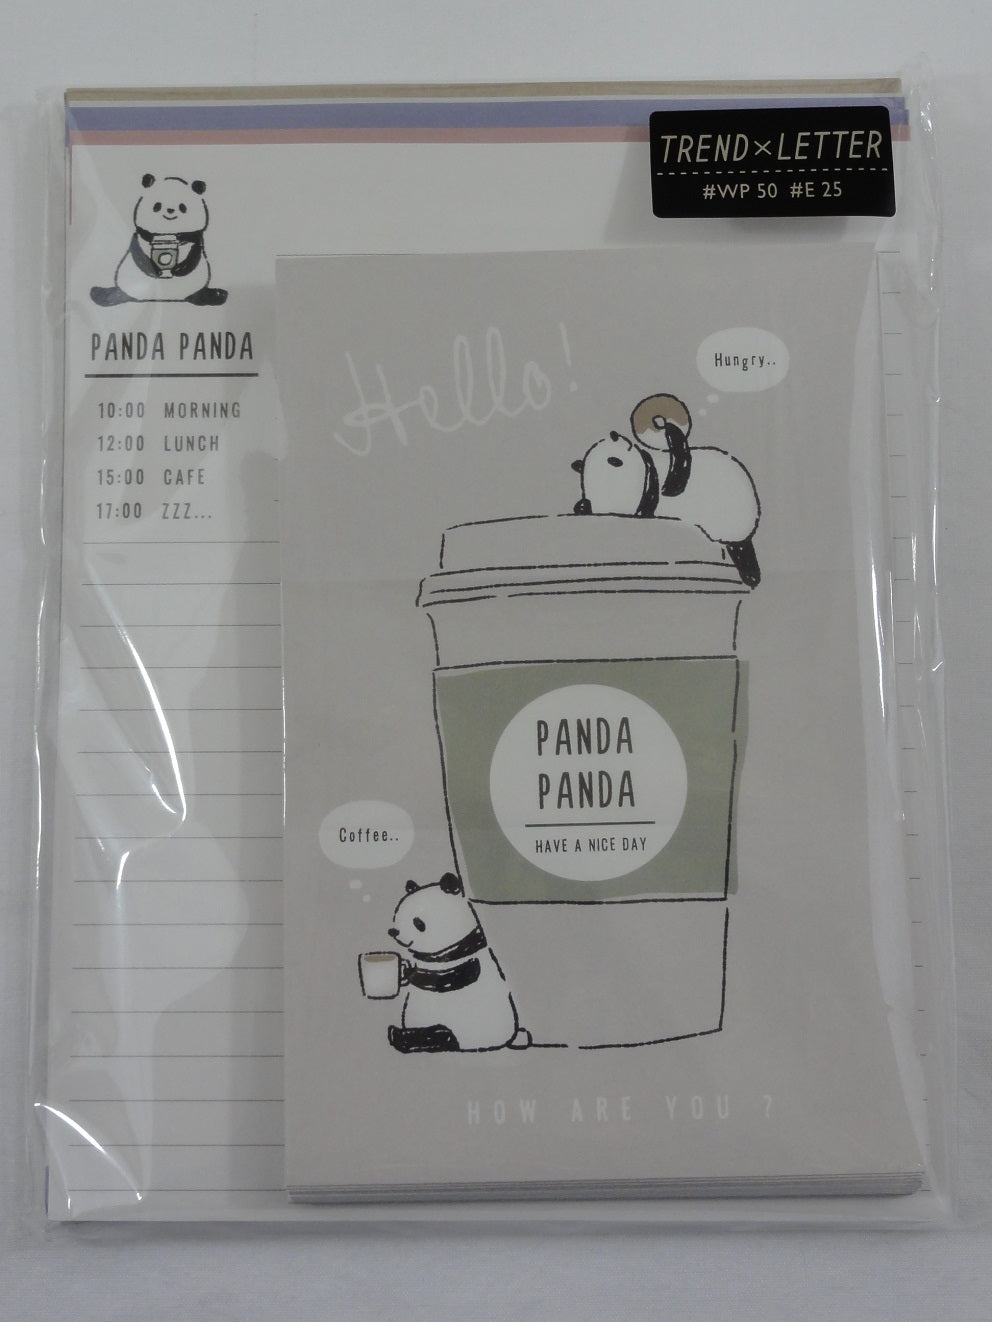 TREND×LETTER
#WP 50 #E 25
PANDA PANDA
10:00 MORNING
12:00 LUNCH
15:00 CAFE
17:00 ZZZ...
Hello!
Hungry..
PANDA
PANDA
HAVE A NICE DAY
Coffee..
HOW ARE YOU ?